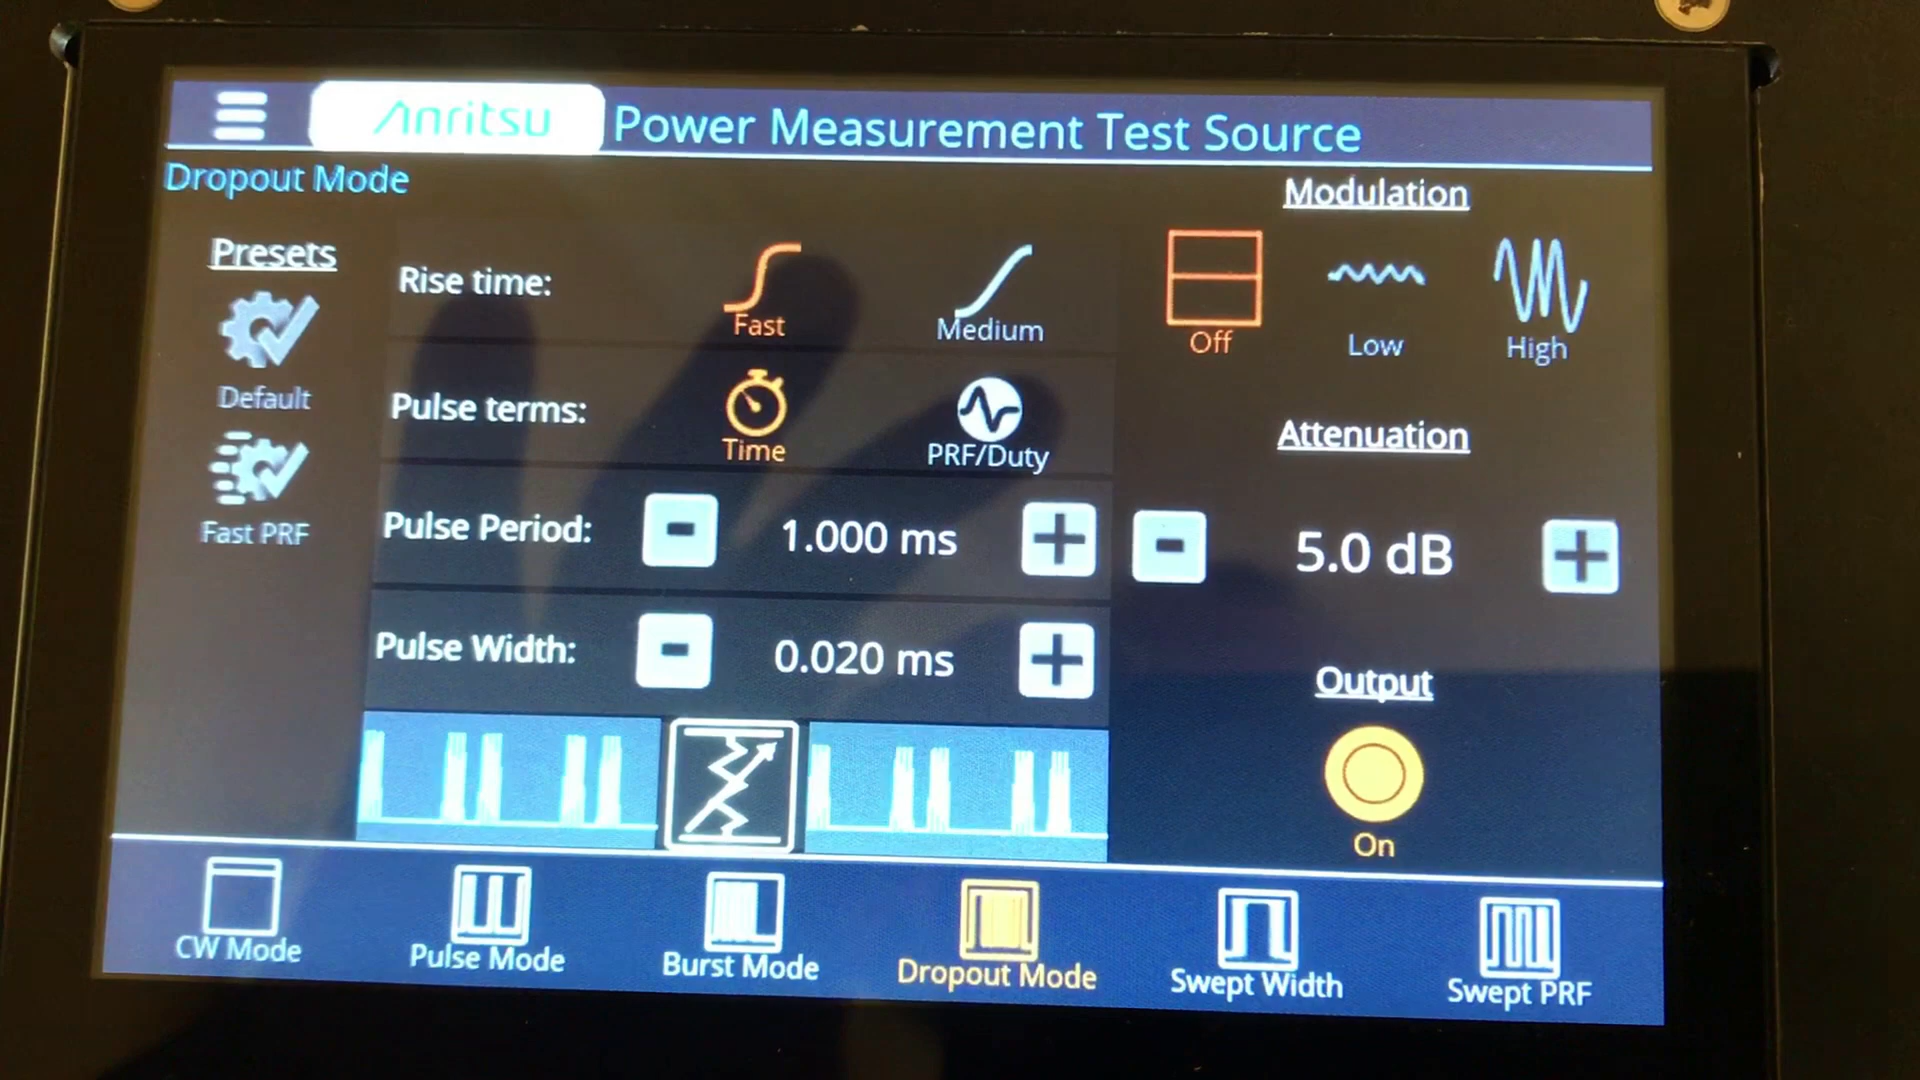 Anritsu Power Measurement Test Source
Dropout Mode
Presets
Default
Fast PRF
Rise time:
Fast
Medium
Pulse terms:
Time
PRF/Duty
Pulse Period:
-
1.000 ms
+
Pulse Width:
-
0.020 ms
+
Modulation
Off
Low
High
Attenuation
-
5.0 dB
+
Output
On
CW Mode
Pulse Mode
Burst Mode
Dropout Mode
Swept Width
Swept PRF